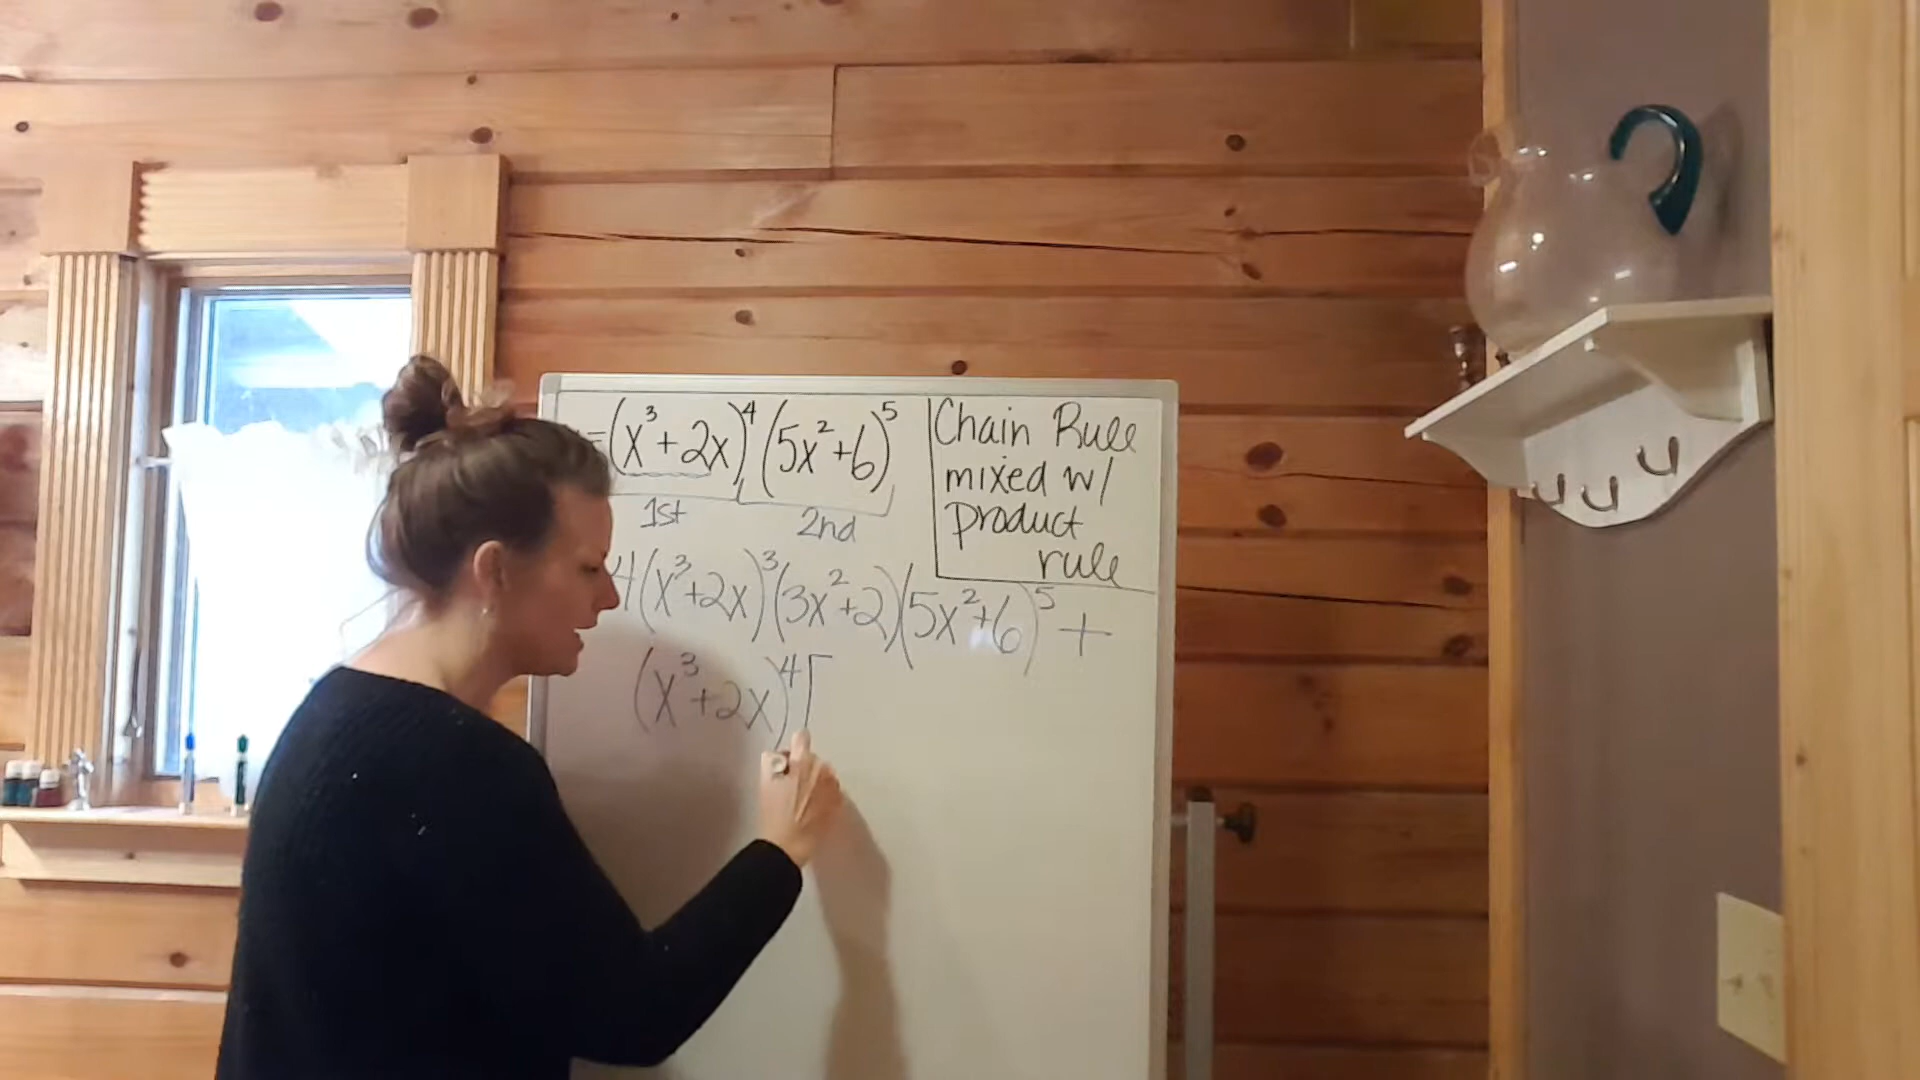 =(x³+2x)⁴(5x²+6)⁵
1st 2nd
Chain Rule
mixed w/
product
rule
4(x³+2x)³(3x²+2)(5x²+6)⁵+
(x³+2x)⁴[